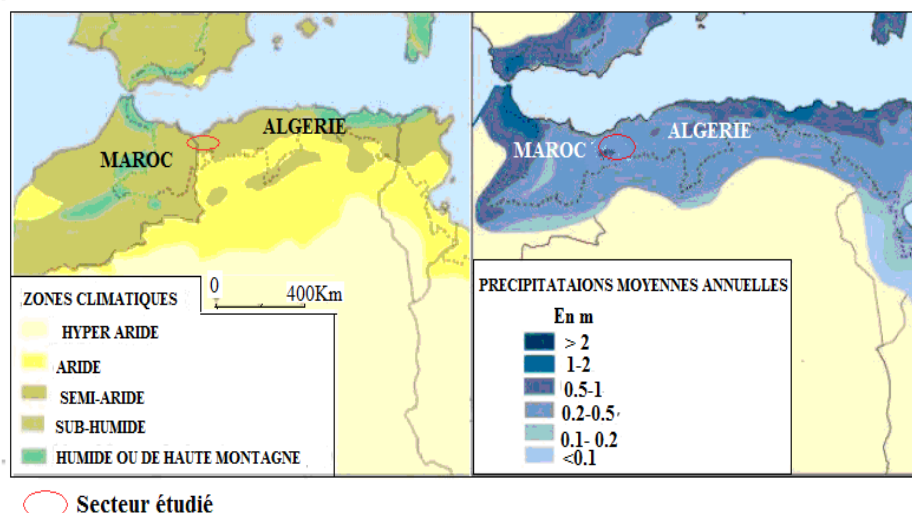 MAROC
ALGERIE
ZONES CLIMATIQUES
0 400Km
HYPER ARIDE
ARIDE
SEMI-ARIDE
SUB-HUMIDE
HUMIDE OU DE HAUTE MONTAGNE
MAROC
ALGERIE
PRECIPITATAIONS MOYENNES ANNUELLES
En m
> 2
1-2
0.5-1
0.2-0.5
0.1- 0.2
<0.1
Secteur étudié